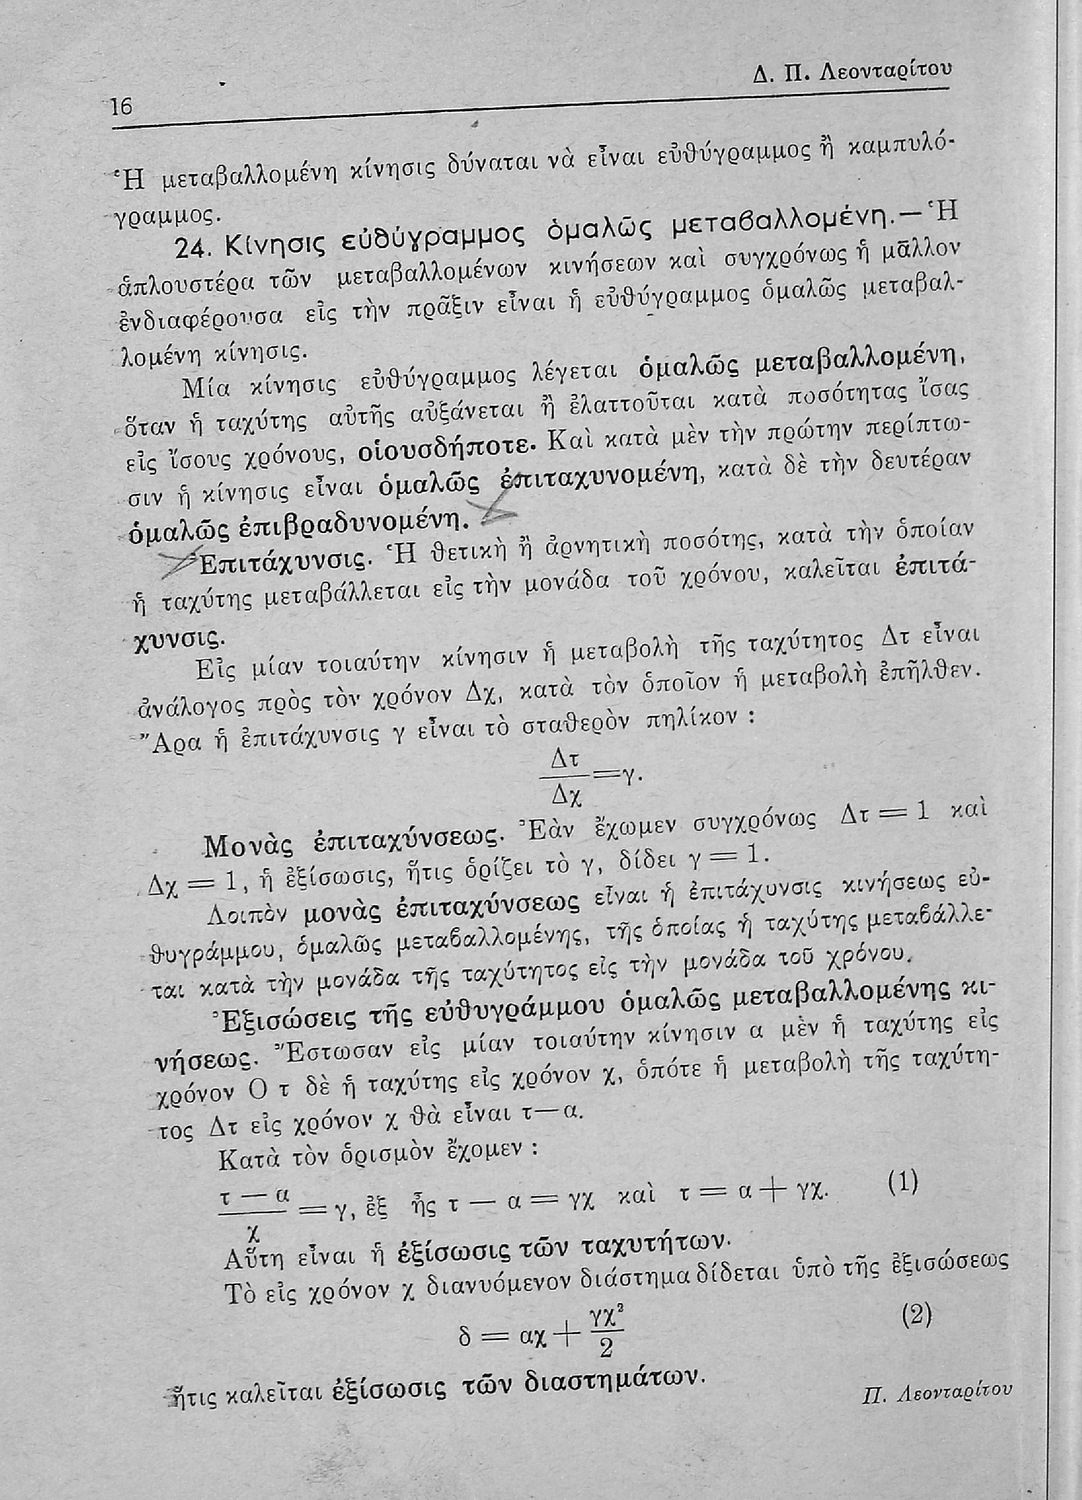 16
Δ. Π. Λεονταρίτου
Ἡ μεταβαλλομένη κίνησις δύναται νὰ εἶναι εὐθύγραμμος ἢ καμπυλό-
γραμμος.
24. Κίνησις εὐθύγραμμος ὁμαλῶς μεταβαλλομένη.— Ἡ
ἁπλουστέρα τῶν μεταβαλλομένων κινήσεων καὶ συγχρόνως ἡ μᾶλλον
ἐνδιαφέρουσα εἰς τὴν πρᾶξιν εἶναι ἡ εὐθύγραμμος ὁμαλῶς μεταβαλ-
λομένη κίνησις.
Μία κίνησις εὐθύγραμμος λέγεται ὁμαλῶς μεταβαλλομένη,
ὅταν ἡ ταχύτης αὐτῆς αὐξάνεται ἢ ἐλαττοῦται κατὰ ποσότητας ἴσας
εἰς ἴσους χρόνους, οἱουσδήποτε. Καὶ κατὰ μὲν τὴν πρώτην περίπτω-
σιν ἡ κίνησις εἶναι ὁμαλῶς ἐπιταχυνομένη, κατὰ δὲ τὴν δευτέραν
ὁμαλῶς ἐπιβραδυνομένη.
Ἐπιτάχυνσις. Ἡ θετικὴ ἢ ἀρνητικὴ ποσότης, κατὰ τὴν ὁποίαν
ἡ ταχύτης μεταβάλλεται εἰς τὴν μονάδα τοῦ χρόνου, καλεῖται ἐπιτά-
χυνσις.
Εἰς μίαν τοιαύτην κίνησιν ἡ μεταβολὴ τῆς ταχύτητος Δτ εἶναι
ἀνάλογος πρὸς τὸν χρόνον Δχ, κατὰ τὸν ὁποῖον ἡ μεταβολὴ ἐπῆλθεν.
Ἄρα ἡ ἐπιτάχυνσις γ εἶναι τὸ σταθερὸν πηλίκον :
Δτ
/Δχ = γ.
Μονὰς ἐπιταχύνσεως. Ἐὰν ἔχωμεν συγχρόνως Δτ = 1 καὶ
Δχ = 1, ἡ ἐξίσωσις, ἥτις ὁρίζει τὸ γ, δίδει γ = 1.
Λοιπὸν μονὰς ἐπιταχύνσεως εἶναι ἡ ἐπιτάχυνσις κινήσεως εὐ-
θυγράμμου, ὁμαλῶς μεταβαλλομένης, τῆς ὁποίας ἡ ταχύτης μεταβάλλε-
ται κατὰ τὴν μονάδα τῆς ταχύτητος εἰς τὴν μονάδα τοῦ χρόνου.
Ἐξισώσεις τῆς εὐθυγράμμου ὁμαλῶς μεταβαλλομένης κι-
νήσεως. Ἔστωσαν εἰς μίαν τοιαύτην κίνησιν α μὲν ἡ ταχύτης εἰς
χρόνον Ο τ δὲ ἡ ταχύτης εἰς χρόνον χ, ὁπότε ἡ μεταβολὴ τῆς ταχύτη-
τος Δτ εἰς χρόνον χ θὰ εἶναι τ—α.
Κατὰ τὸν ὁρισμὸν ἔχομεν :
τ — α
/χ = γ, ἐξ ἧς τ — α = γχ καὶ τ = α + γχ. (1)
Αὕτη εἶναι ἡ ἐξίσωσις τῶν ταχυτήτων.
Τὸ εἰς χρόνον χ διανυόμενον διάστημα δίδεται ὑπὸ τῆς ἐξισώσεως
δ = αχ + γχ²/2 (2)
ἥτις καλεῖται ἐξίσωσις τῶν διαστημάτων.
Π. Λεονταρίτου